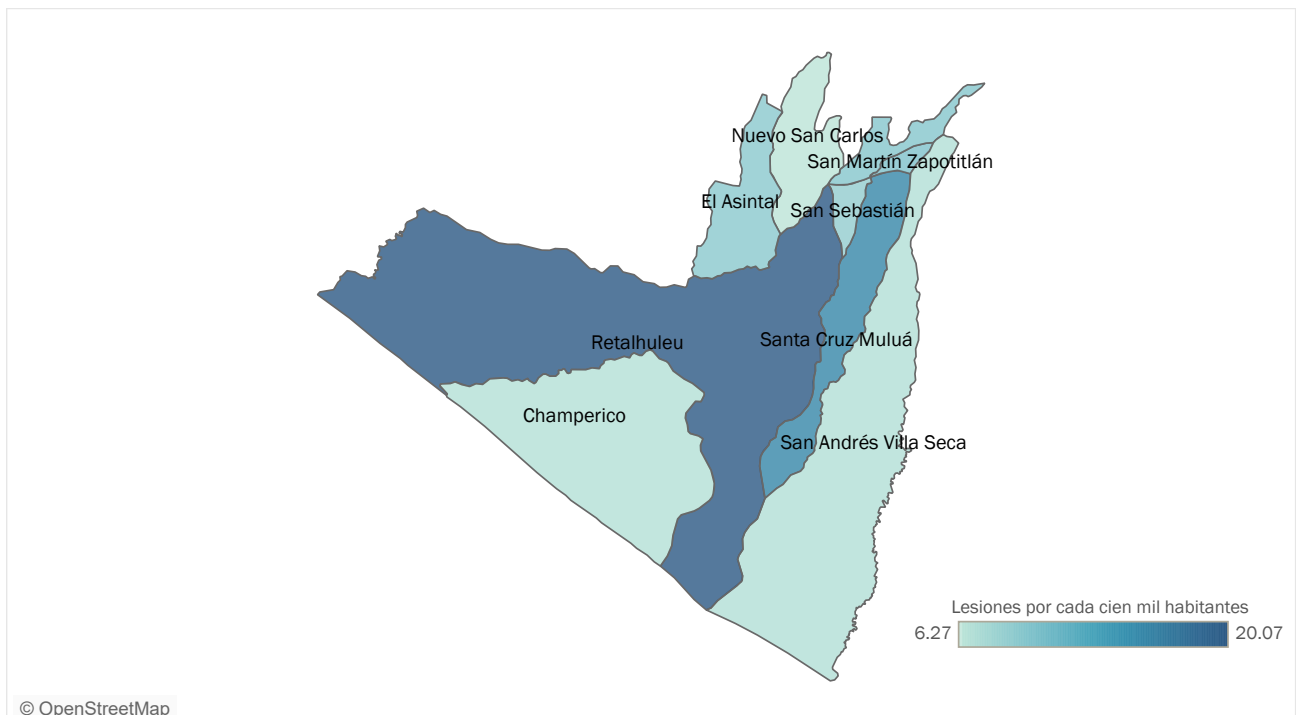 Nuevo San Carlos
San Martín Zapotitlán
El Asintal
San Sebastián
Retalhuleu
Santa Cruz Muluá
Champerico
San Andrés Villa Seca
Lesiones por cada cien mil habitantes
6.27
20.07
© OpenStreetMap